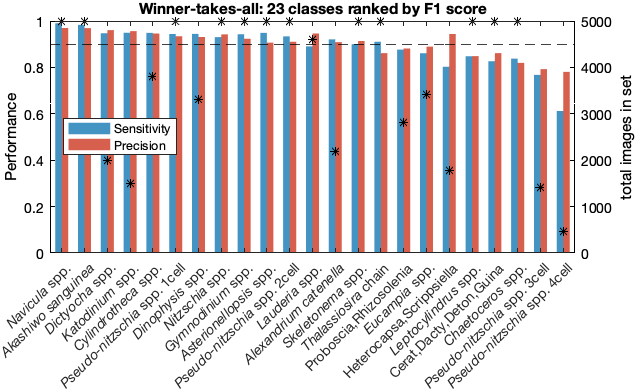 Winner-takes-all: 23 classes ranked by F1 score
Performance
1
0.8
0.6
0.4
0.2
0
Sensitivity
Precision
5000
4000
3000
2000
1000
0
total images in set
Navicula spp.
Akashiwo sanguinea
Dictyocha spp.
Katodinium spp.
Cylindrotheca spp.
Pseudo-nitzschia spp. 1cell
Dinophysis spp.
Nitzschia spp.
Gymnodinium spp.
Asterionellopsis spp.
Pseudo-nitzschia spp. 2cell
Lauderia spp.
Alexandrium catenella
Skeletonema spp.
Thalassiosira chain
Proboscia,Rhizosolenia
Eucampia spp.
Heterocapsa,Scrippsiella
Leptocylindrus spp.
Cerat,Dacty,Deton,Guina
Chaetoceros spp.
Pseudo-nitzschia spp. 3cell
Pseudo-nitzschia spp. 4cell